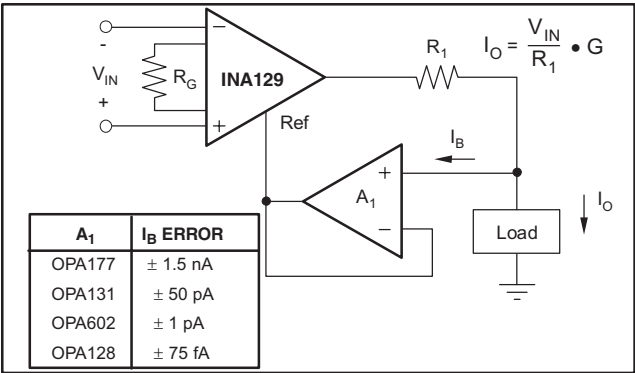 -
V_IN
+
R_G
−
INA129
+
Ref
R_1
I_O = V_IN / R_1 • G
I_B
+
A_1
−
I_O
Load
A_1 I_B ERROR
OPA177 ± 1.5 nA
OPA131 ± 50 pA
OPA602 ± 1 pA
OPA128 ± 75 fA